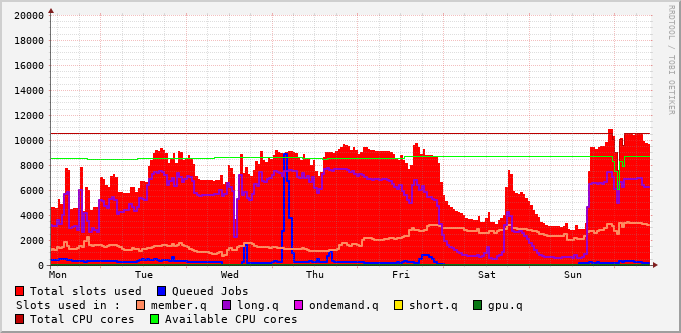 20000
18000
16000
14000
12000
10000
8000
6000
4000
2000
0
Mon Tue Wed Thu Fri Sat Sun
RRDTOOL / TOBI OETIKER
Total slots used Queued Jobs
Slots used in : member.q long.q ondemand.q short.q gpu.q
Total CPU cores Available CPU cores